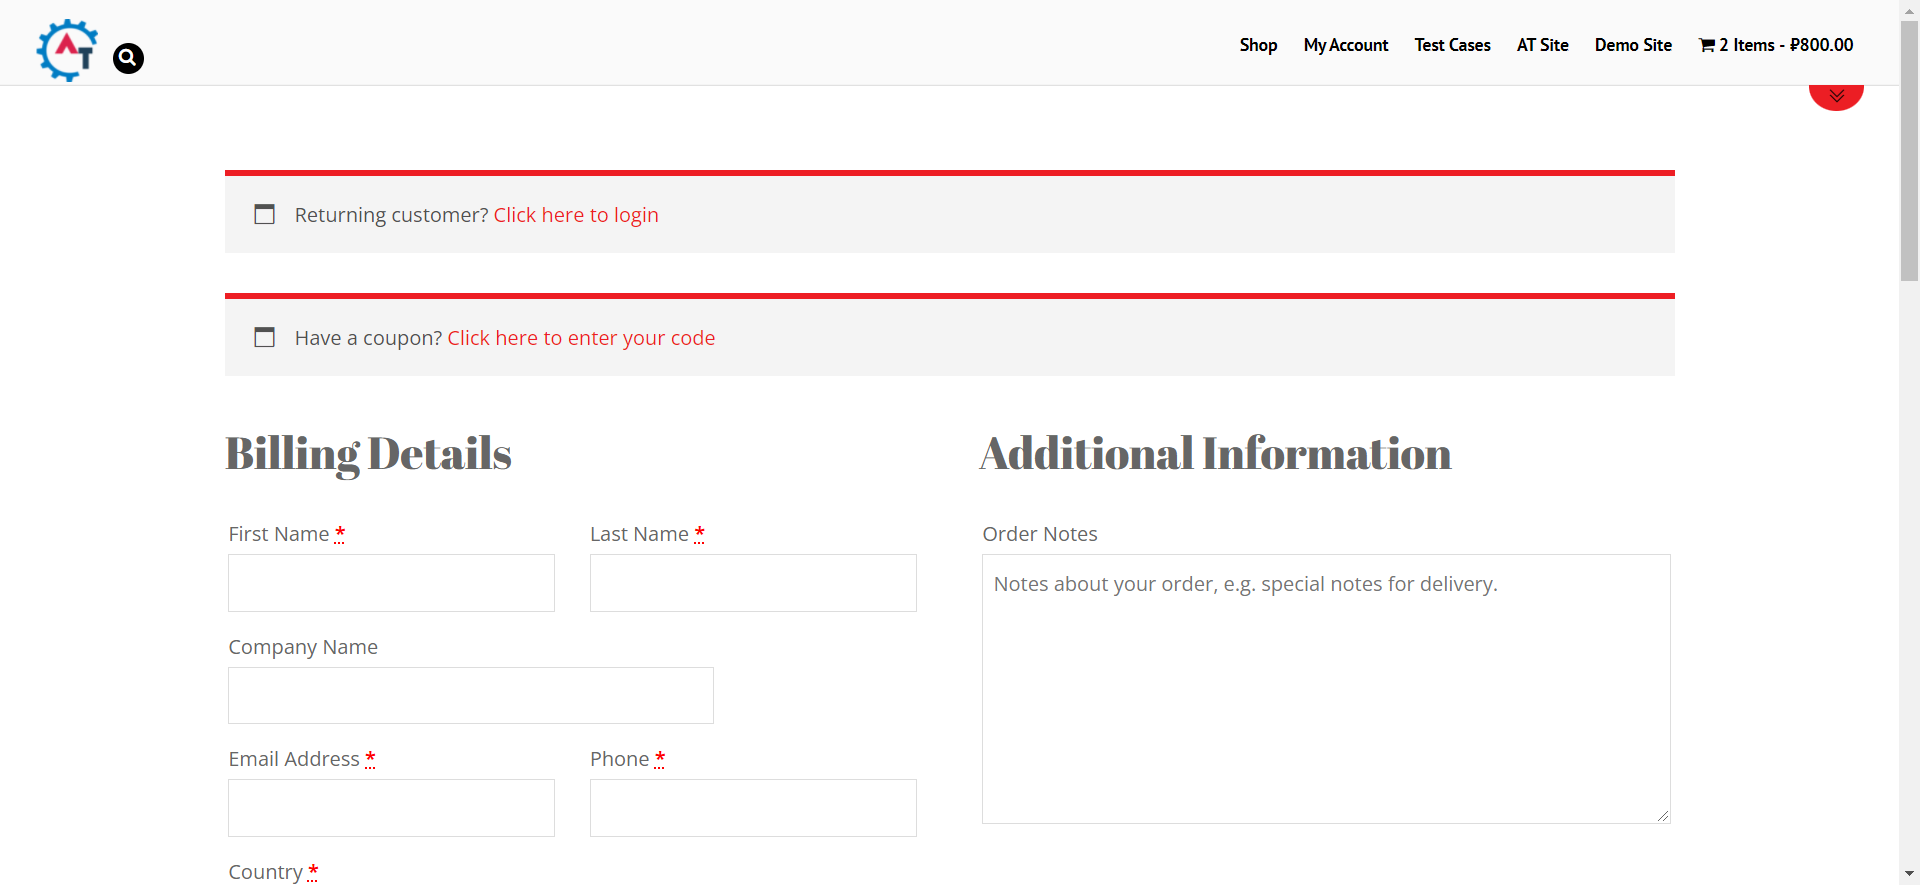 AT
Shop My Account Test Cases AT Site Demo Site 2 Items - ₽800.00
Returning customer? Click here to login
Have a coupon? Click here to enter your code
Billing Details
First Name *
Last Name *
Company Name
Email Address *
Phone *
Country *
Additional Information
Order Notes
Notes about your order, e.g. special notes for delivery.